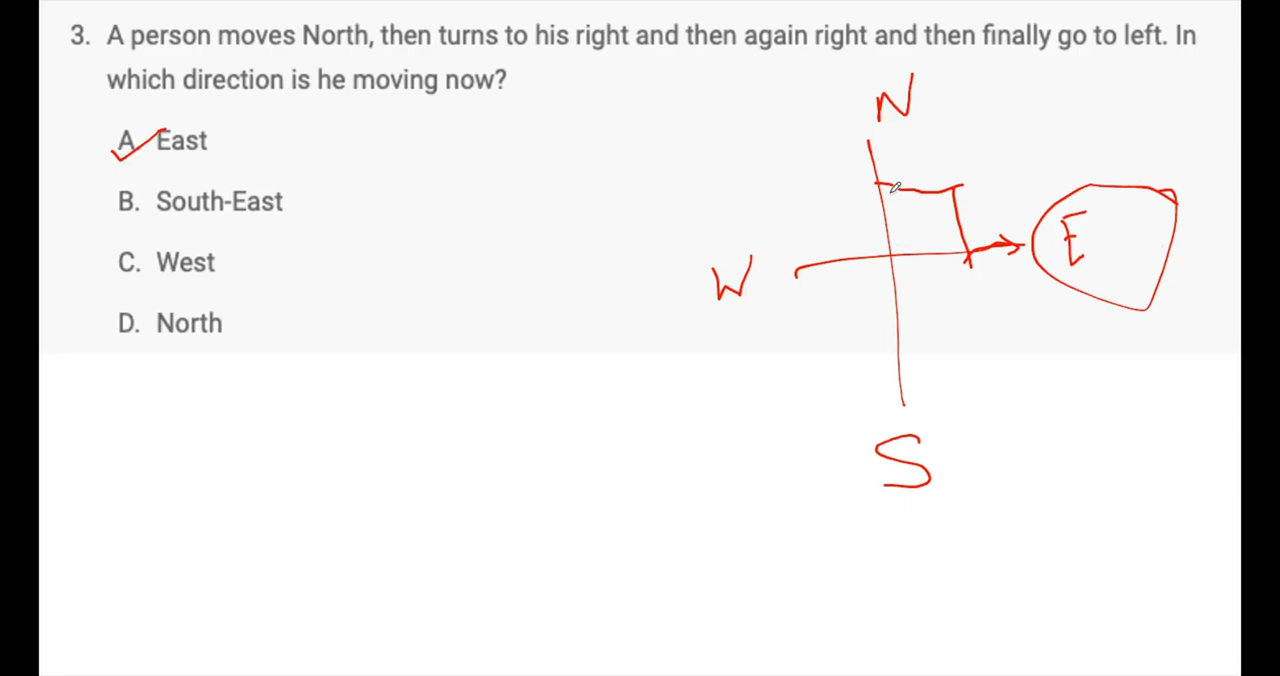 3. A person moves North, then turns to his right and then again right and then finally go to left. In
which direction is he moving now?
A. East
B. South-East
C. West
D. North
N
W
E
S